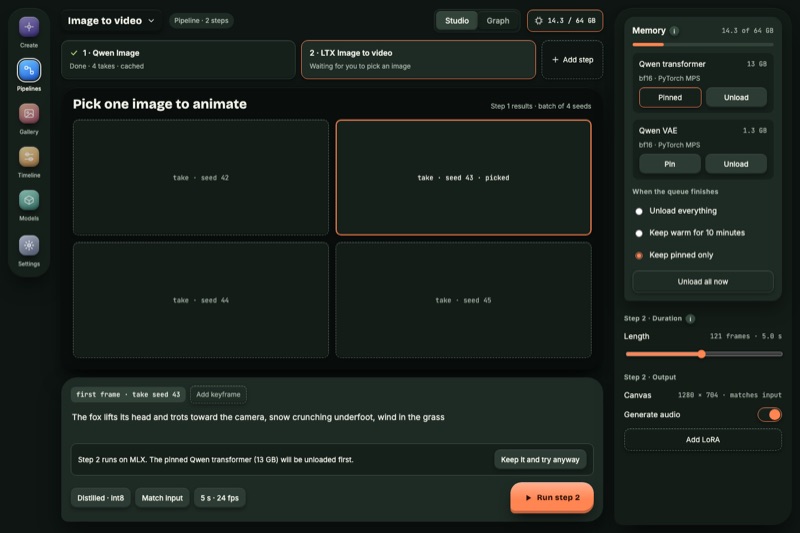 Create
Pipelines
Gallery
Timeline
Models
Settings
Image to video
Pipeline · 2 steps
Studio
Graph
14.3 / 64 GB
1 · Qwen Image
Done · 4 takes · cached
2 · LTX Image to video
Waiting for you to pick an image
+ Add step
Pick one image to animate
Step 1 results · batch of 4 seeds
take · seed 42
take · seed 43 · picked
take · seed 44
take · seed 45
first frame · take seed 43
Add keyframe
The fox lifts its head and trots toward the camera, snow crunching underfoot, wind in the grass
Step 2 runs on MLX. The pinned Qwen transformer (13 GB) will be unloaded first.
Keep it and try anyway
Distilled · int8
Match input
5 s · 24 fps
Run step 2
Memory i
14.3 of 64 GB
Qwen transformer
13 GB
bf16 · PyTorch MPS
Pinned
Unload
Qwen VAE
1.3 GB
bf16 · PyTorch MPS
Pin
Unload
When the queue finishes
Unload everything
Keep warm for 10 minutes
Keep pinned only
Unload all now
Step 2 · Duration i
Length
121 frames · 5.0 s
Step 2 · Output
Canvas
1280 × 704 · matches input
Generate audio
Add LoRA